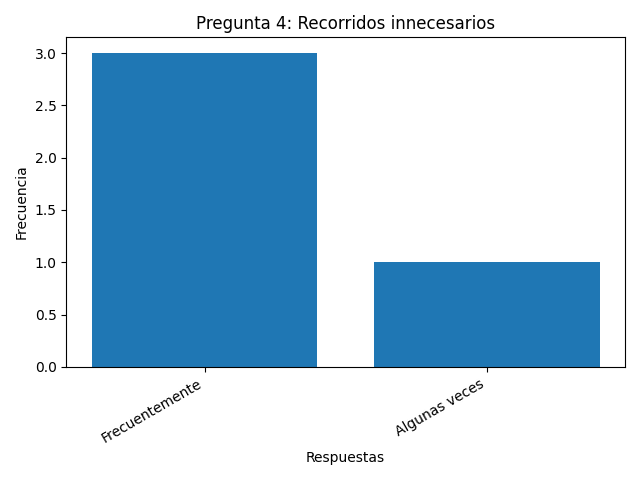 Pregunta 4: Recorridos innecesarios
3.0
2.5
2.0
1.5
1.0
0.5
0.0
Frecuencia
Frecuentemente
Algunas veces
Respuestas